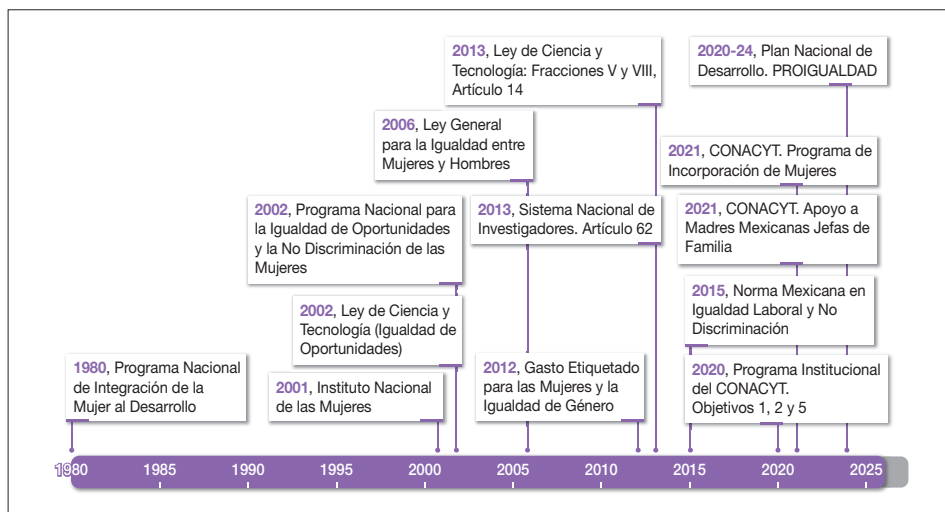 2013, Ley de Ciencia y
Tecnología: Fracciones V y VIII,
Artículo 14
2020-24, Plan Nacional de
Desarrollo. PROIGUALDAD
2006, Ley General
para la Igualdad entre
Mujeres y Hombres
2021, CONACYT. Programa de
Incorporación de Mujeres
2002, Programa Nacional para
la Igualdad de Oportunidades
y la No Discriminación de las
Mujeres
2013, Sistema Nacional de
Investigadores. Artículo 62
2021, CONACYT. Apoyo a
Madres Mexicanas Jefas de
Familia
2002, Ley de Ciencia y
Tecnología (Igualdad de
Oportunidades)
2015, Norma Mexicana en
Igualdad Laboral y No
Discriminación
1980, Programa Nacional
de Integración de la
Mujer al Desarrollo
2001, Instituto Nacional
de las Mujeres
2012, Gasto Etiquetado
para las Mujeres y la
Igualdad de Género
2020, Programa Institucional
del CONACYT.
Objetivos 1, 2 y 5
1980 1985 1990 1995 2000 2005 2010 2015 2020 2025